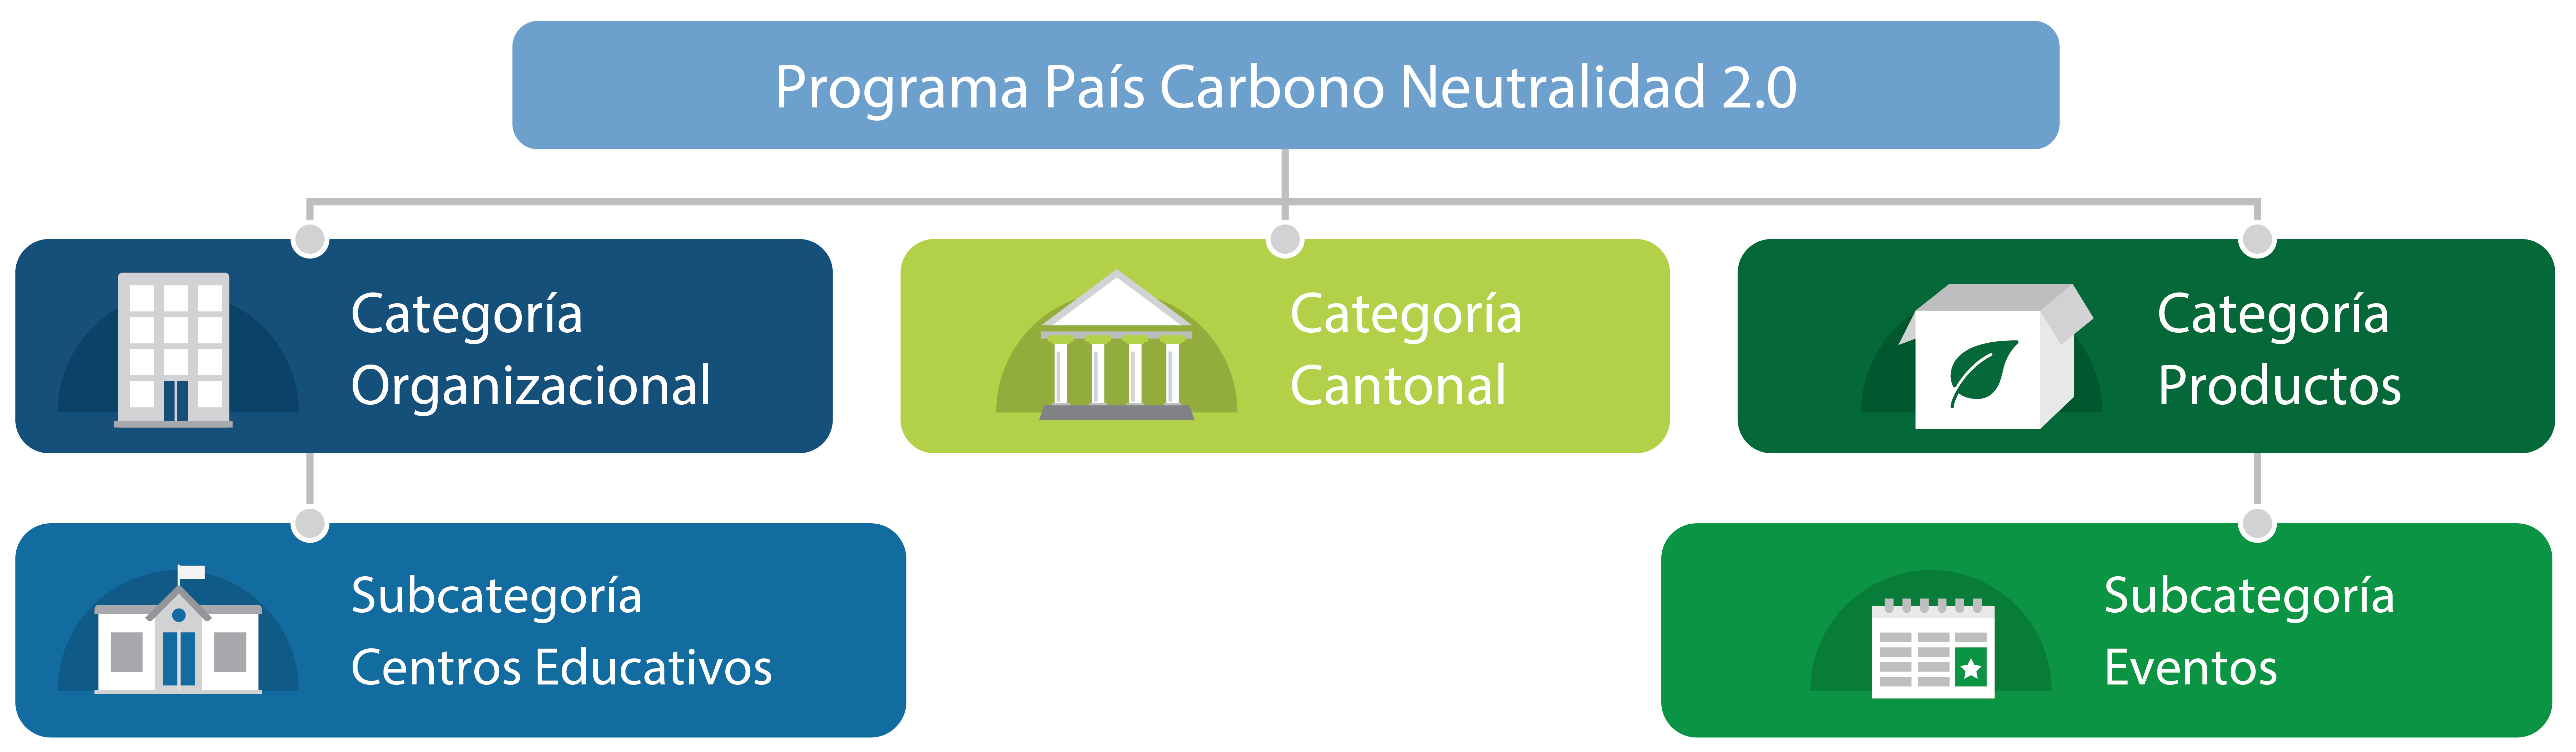 Programa País Carbono Neutralidad 2.0
Categoría
Organizacional
Categoría
Cantonal
Categoría
Productos
Subcategoría
Centros Educativos
Subcategoría
Eventos